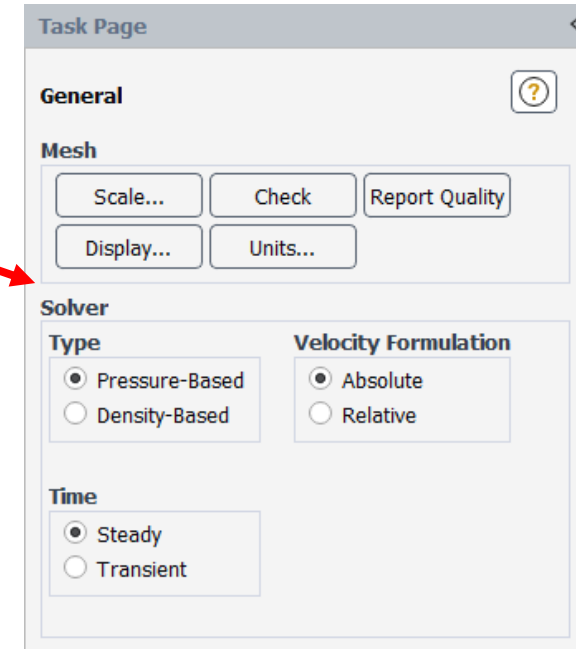 Task Page
General
?
Mesh
Scale... Check Report Quality
Display... Units...
Solver
Type Velocity Formulation
Pressure-Based Absolute
Density-Based Relative
Time
Steady
Transient